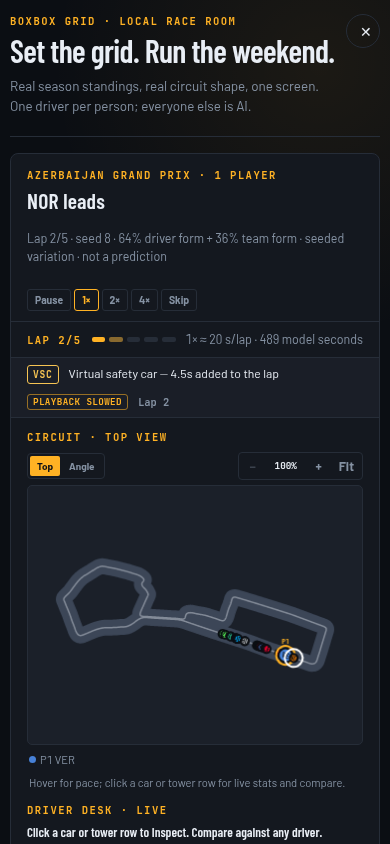 BOXBOX GRID · LOCAL RACE ROOM
Set the grid. Run the weekend.
×
Real season standings, real circuit shape, one screen.
One driver per person; everyone else is AI.
AZERBAIJAN GRAND PRIX · 1 PLAYER
NOR leads
Lap 2/5 · seed 8 · 64% driver form + 36% team form · seeded
variation · not a prediction
Pause 1× 2× 4× Skip
LAP 2/5 1× ≈ 20 s/lap · 489 model seconds
VSC Virtual safety car — 4.5s added to the lap
PLAYBACK SLOWED Lap 2
CIRCUIT · TOP VIEW
Top Angle − 100% + Fit
P1
P1 VER
Hover for pace; click a car or tower row for live stats and compare.
DRIVER DESK · LIVE
Click a car or tower row to inspect. Compare against any driver.